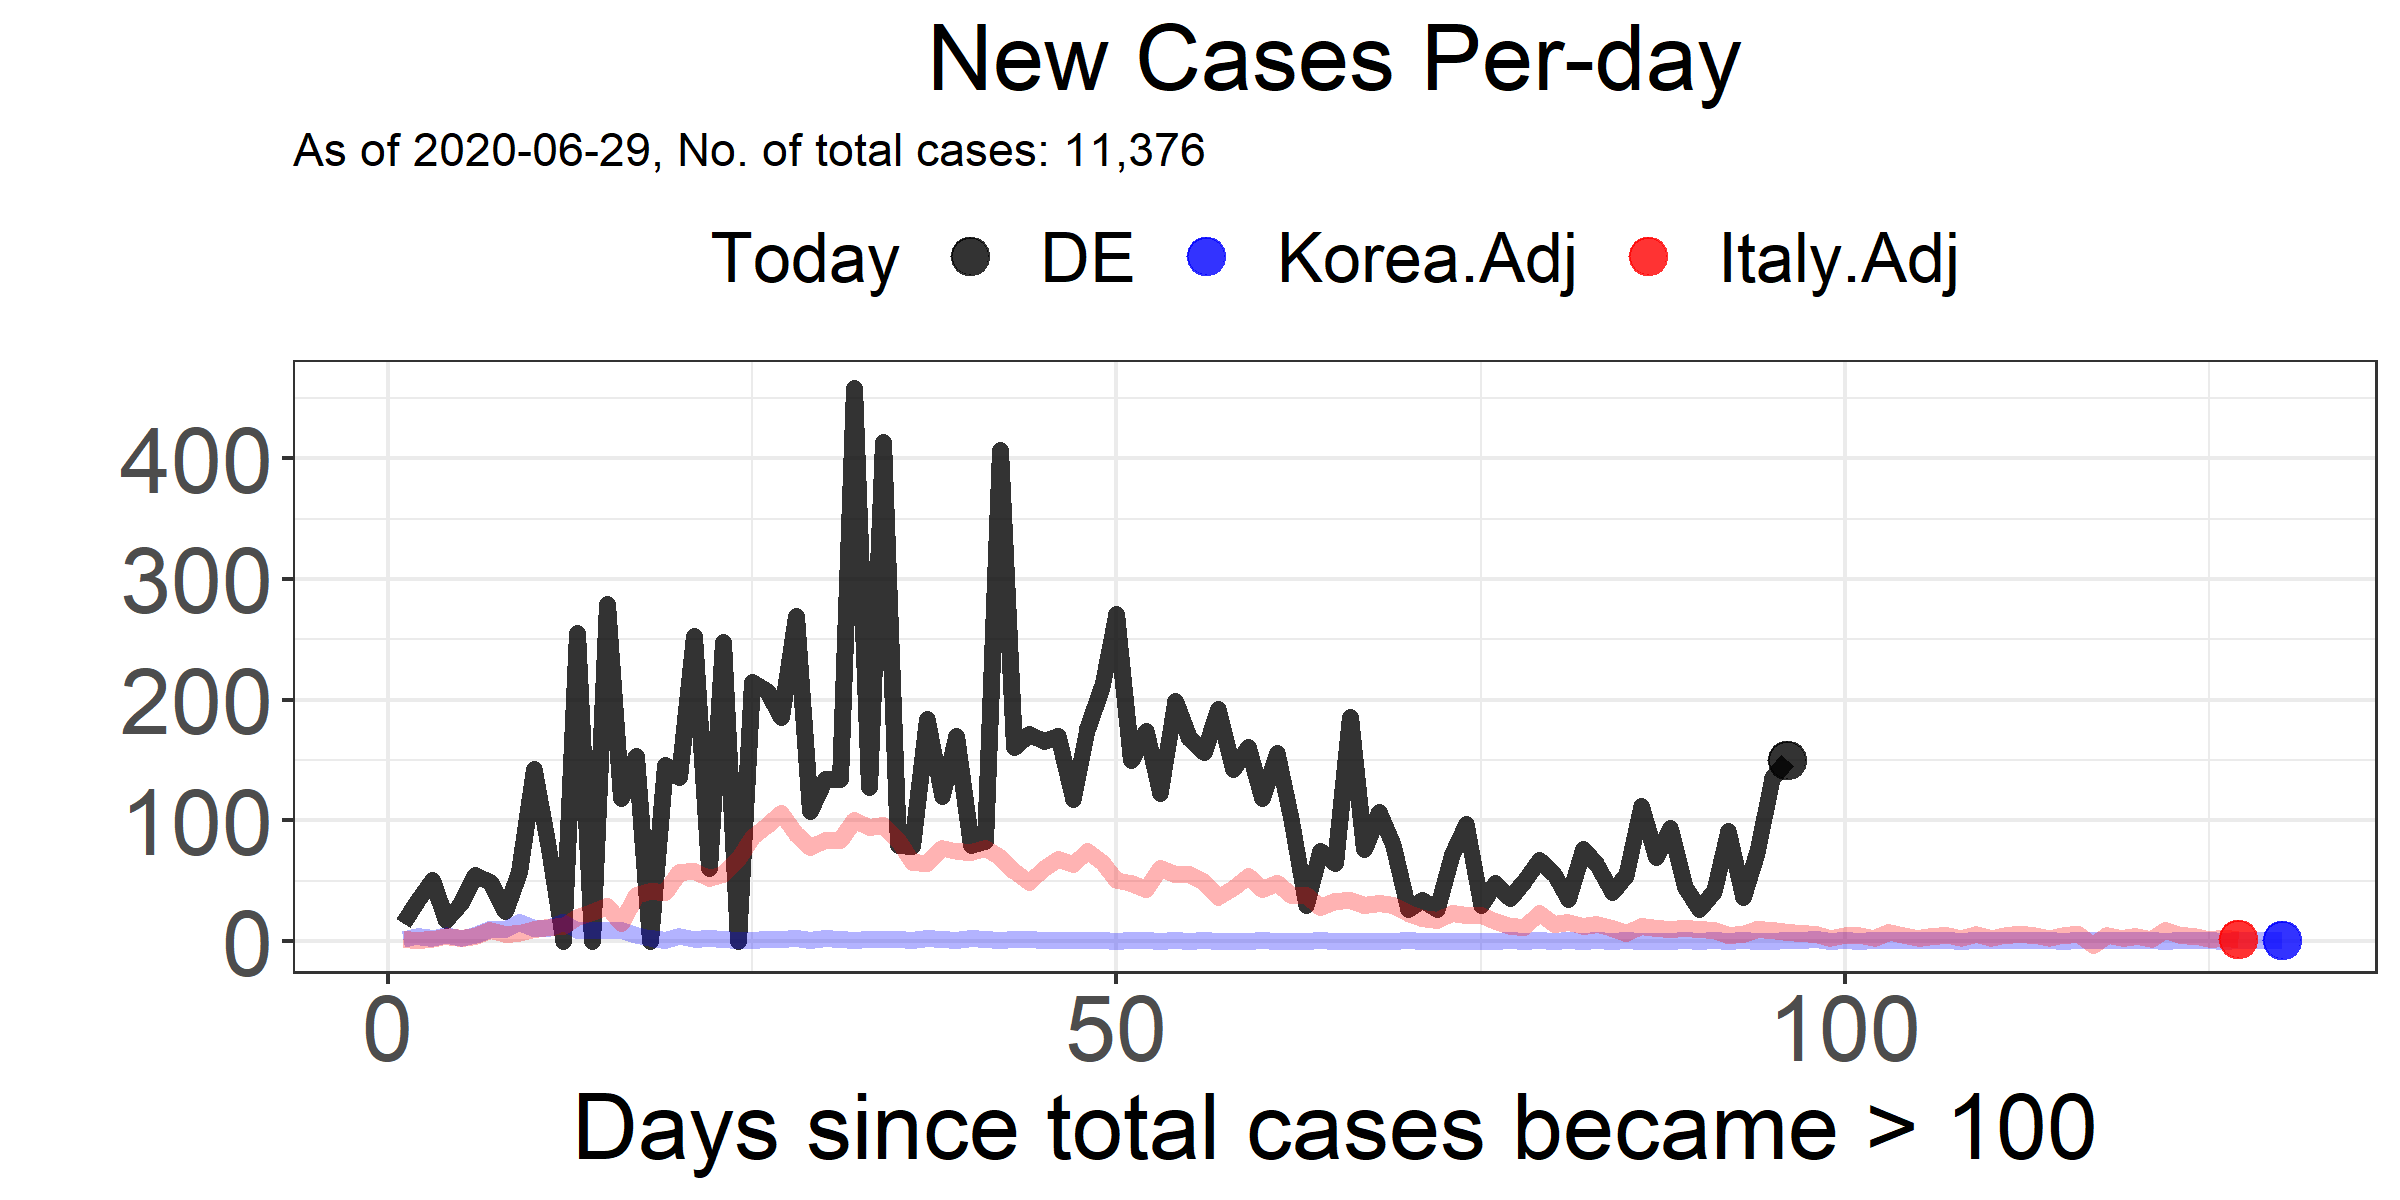 New Cases Per-day
As of 2020-06-29, No. of total cases: 11,376
Today DE Korea.Adj Italy.Adj
400
300
200
100
0
0 50 100
Days since total cases became > 100